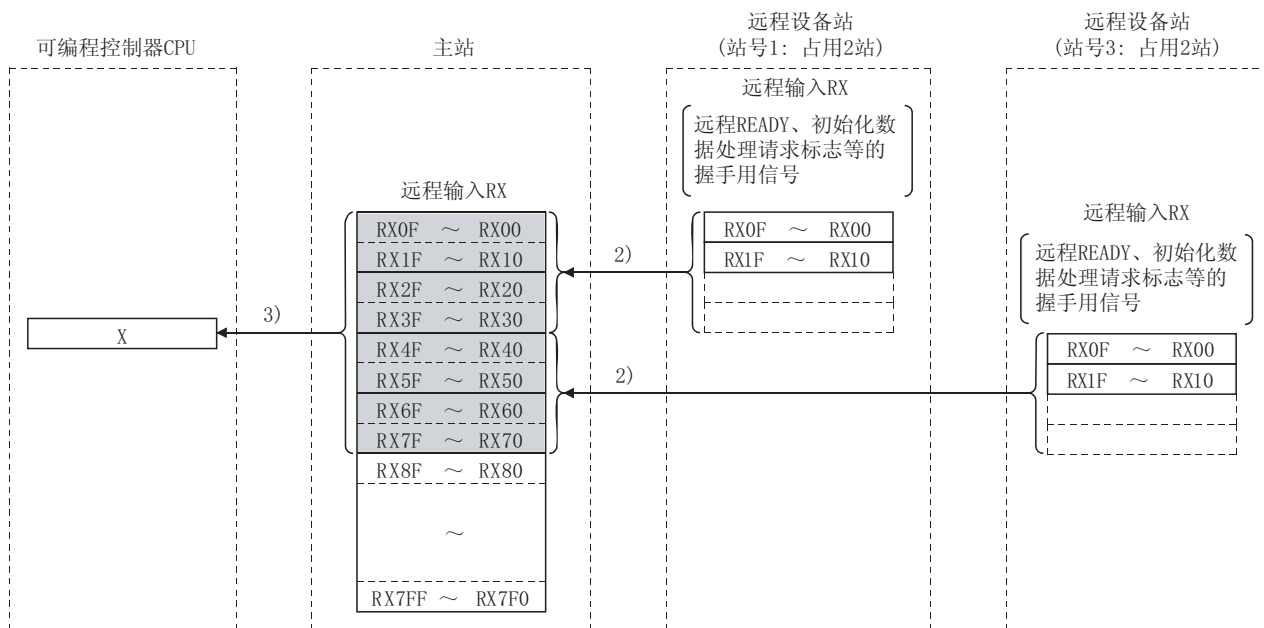 可编程控制器CPU
主站
远程设备站
(站号1: 占用2站)
远程设备站
(站号3: 占用2站)
远程输入RX
远程READY、初始化数
据处理请求标志等的
握手用信号
远程输入RX
RX0F ～ RX00
RX1F ～ RX10
RX2F ～ RX20
RX3F ～ RX30
RX4F ～ RX40
RX5F ～ RX50
RX6F ～ RX60
RX7F ～ RX70
RX8F ～ RX80
～
RX7FF ～ RX7F0
RX0F ～ RX00
RX1F ～ RX10
2)
2)
3)
X
远程输入RX
远程READY、初始化数
据处理请求标志等的
握手用信号
RX0F ～ RX00
RX1F ～ RX10